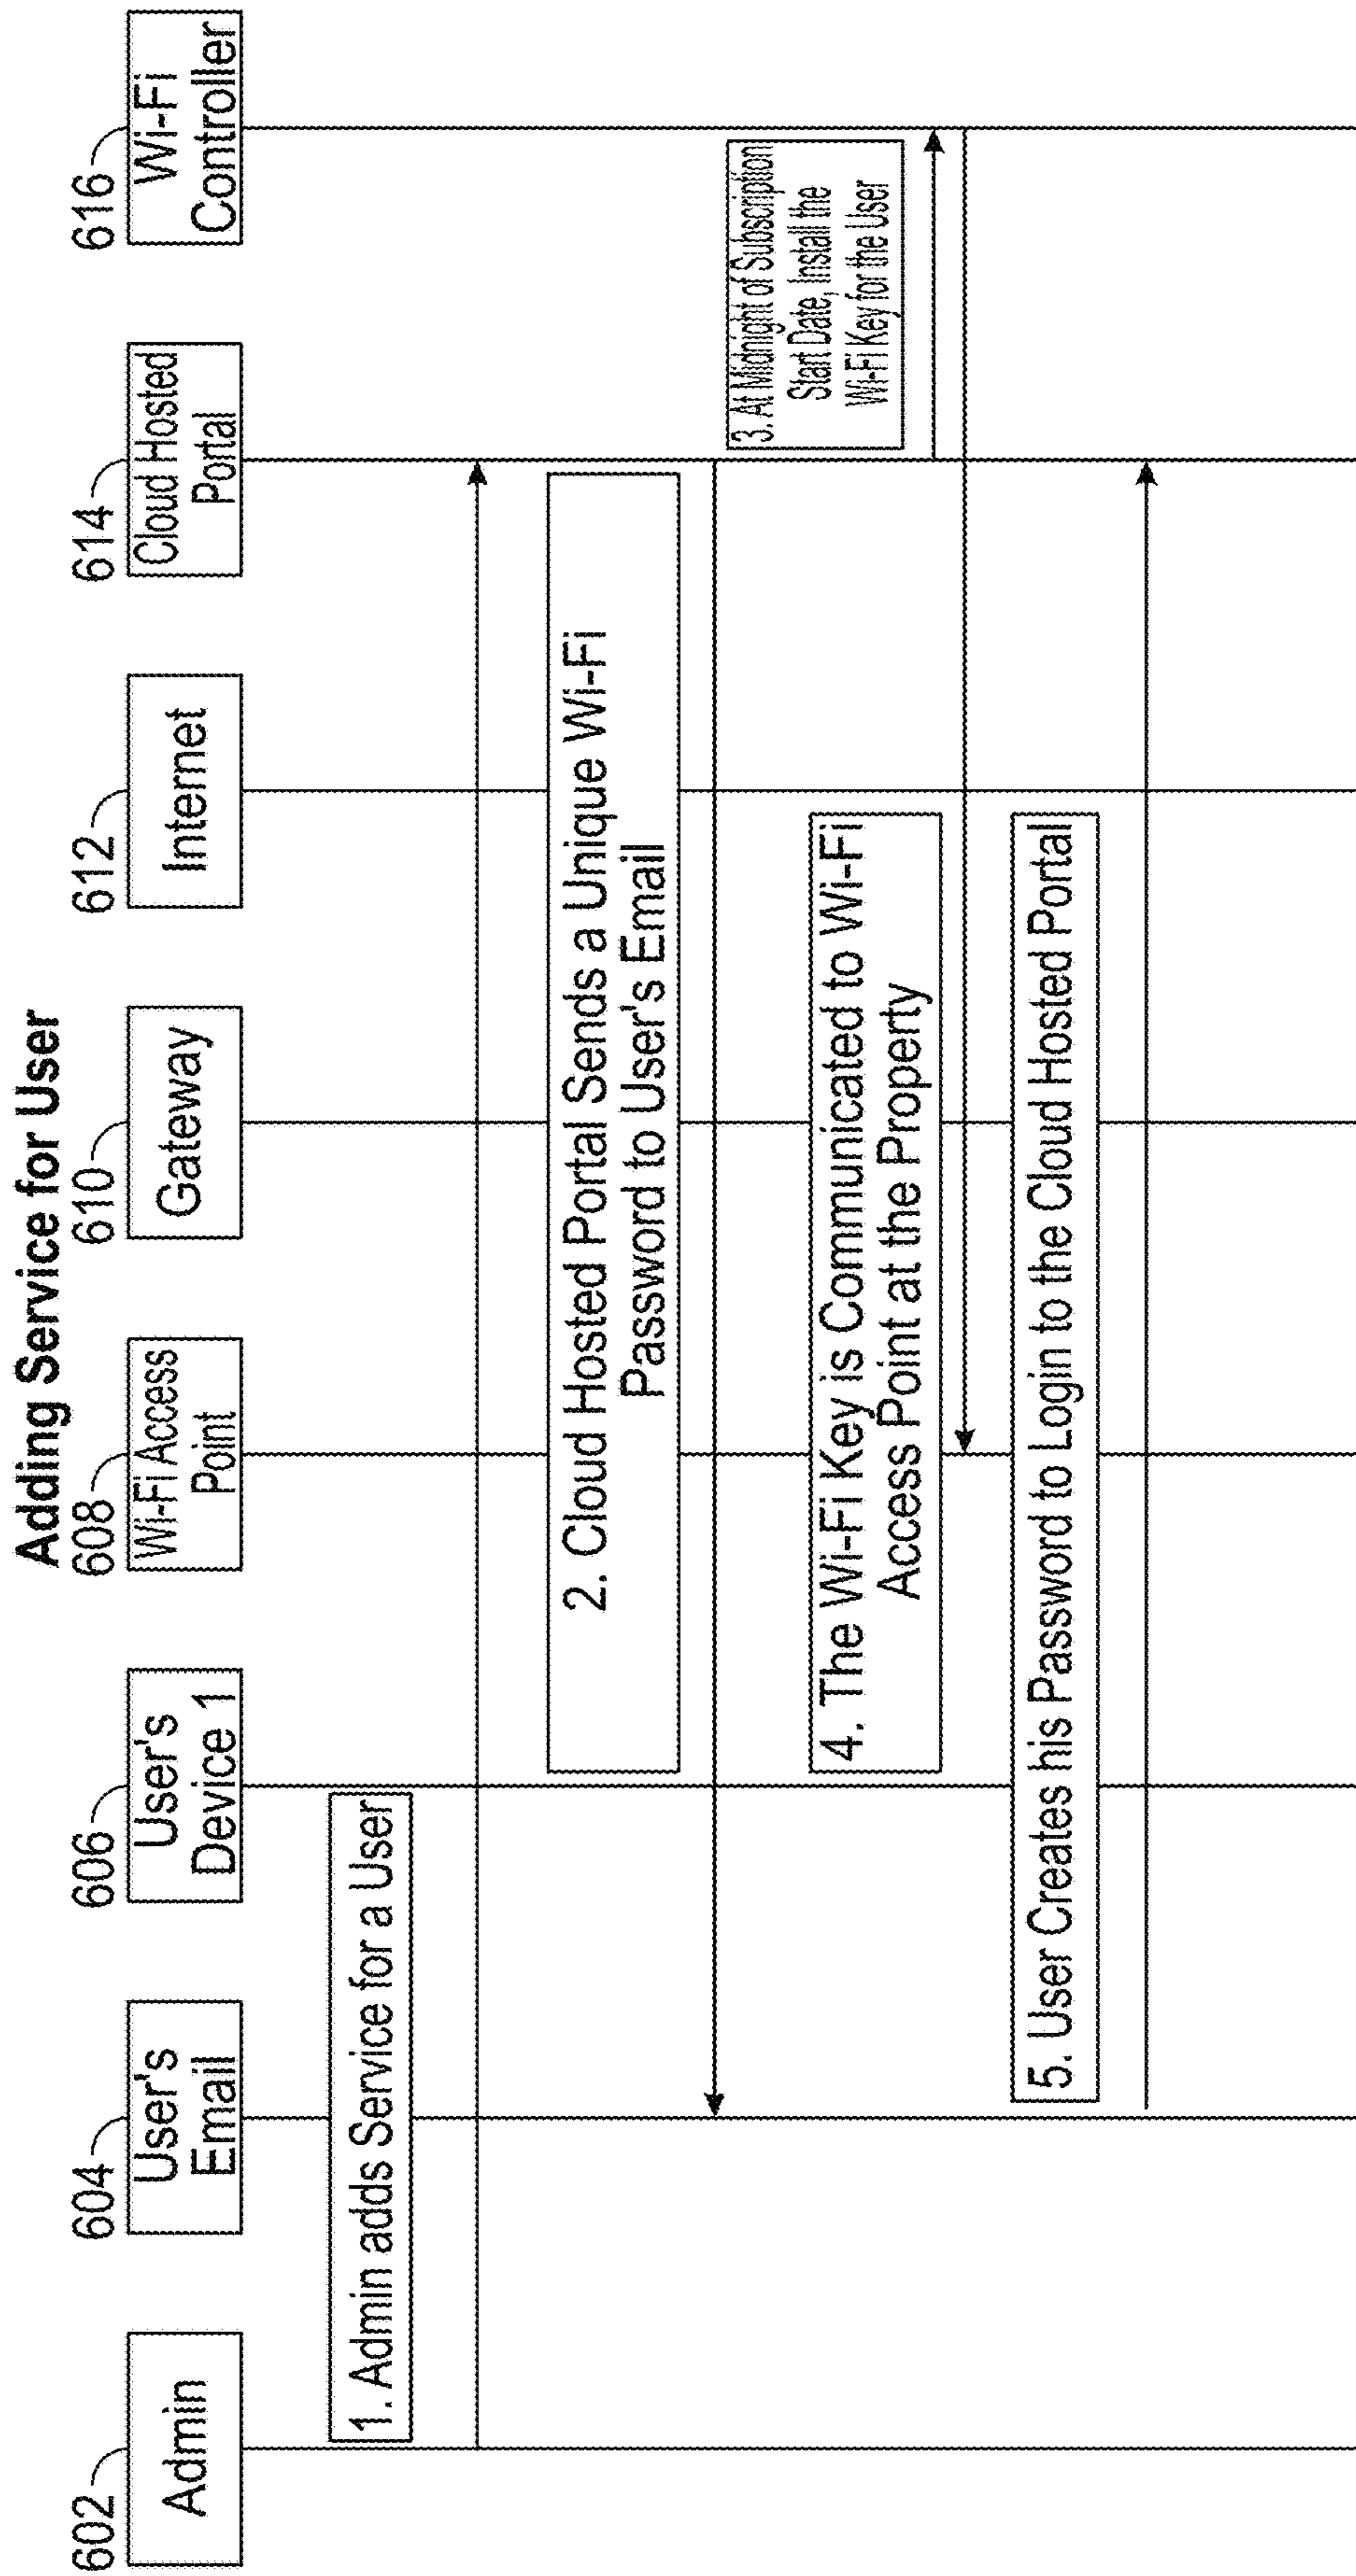 Adding Service for User
602
604
606
608
610
612
614
616
Admin
User's
Email
User's
Device 1
Wi-Fi Access
Point
Gateway
Internet
Cloud Hosted
Portal
Wi-Fi
Controller
1. Admin adds Service for a User
2. Cloud Hosted Portal Sends a Unique Wi-Fi
Password to User's Email
3. At Midnight of Subscription
Start Date, Install the
Wi-Fi Key for the User
4. The Wi-Fi Key is Communicated to Wi-Fi
Access Point at the Property
5. User Creates his Password to Login to the Cloud Hosted Portal